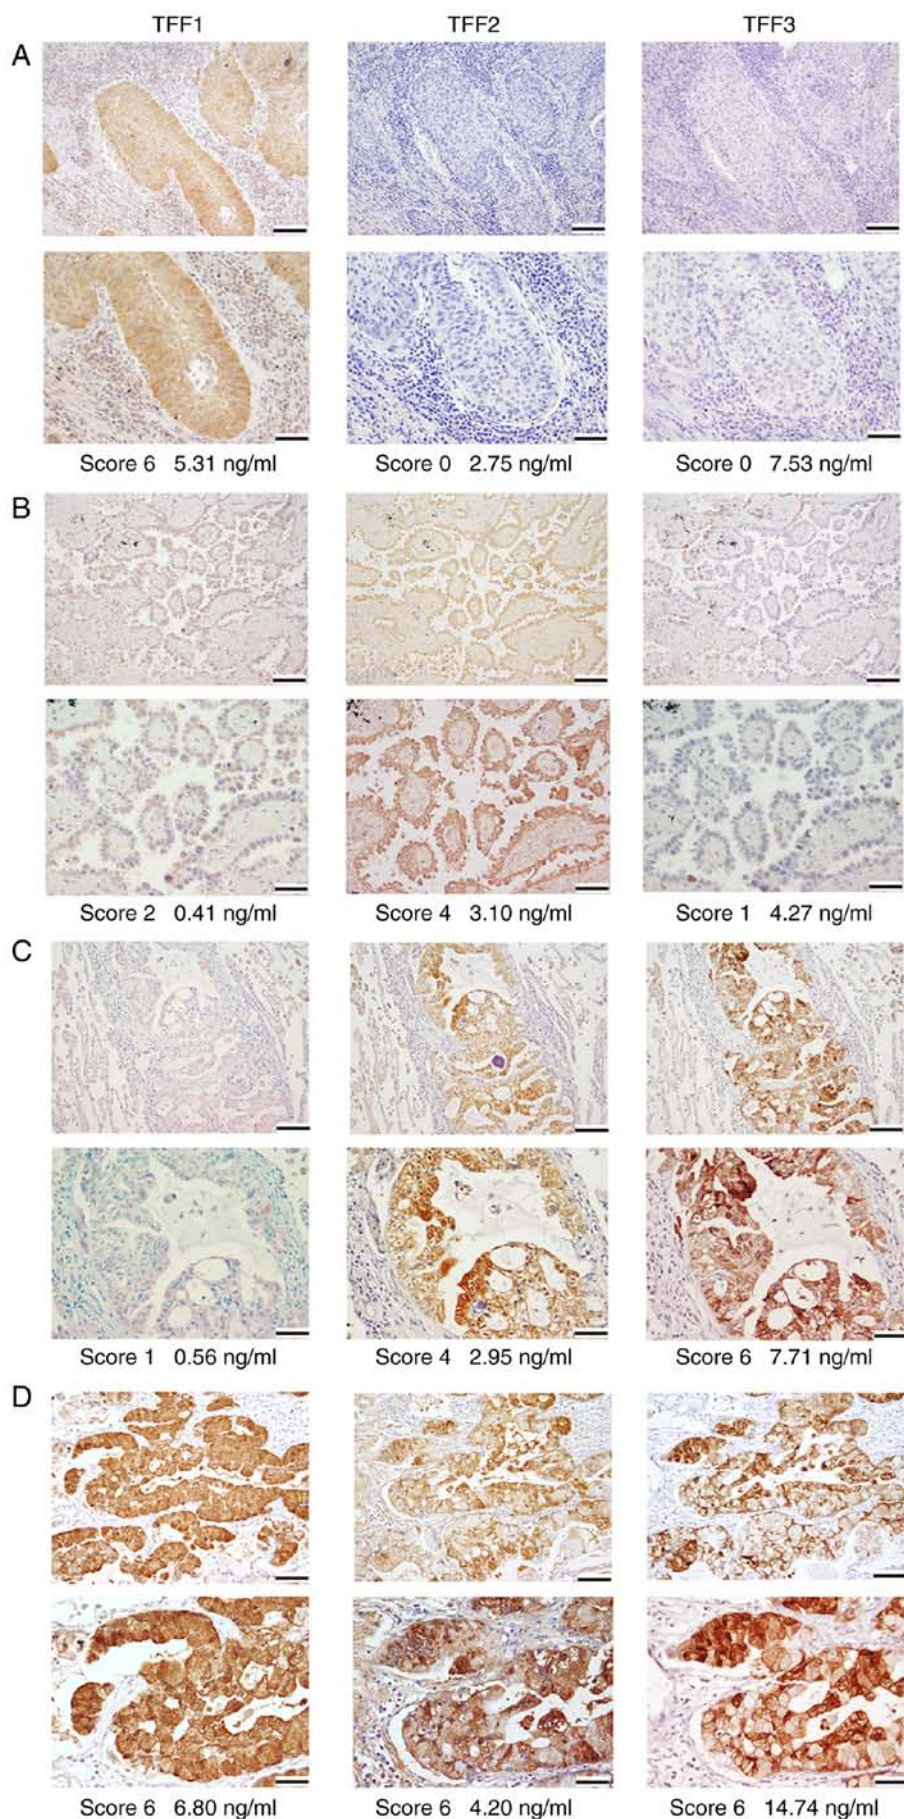 TFF1 TFF2 TFF3
A
Score 6 5.31 ng/ml Score 0 2.75 ng/ml Score 0 7.53 ng/ml
B
Score 2 0.41 ng/ml Score 4 3.10 ng/ml Score 1 4.27 ng/ml
C
Score 1 0.56 ng/ml Score 4 2.95 ng/ml Score 6 7.71 ng/ml
D
Score 6 6.80 ng/ml Score 6 4.20 ng/ml Score 6 14.74 ng/ml